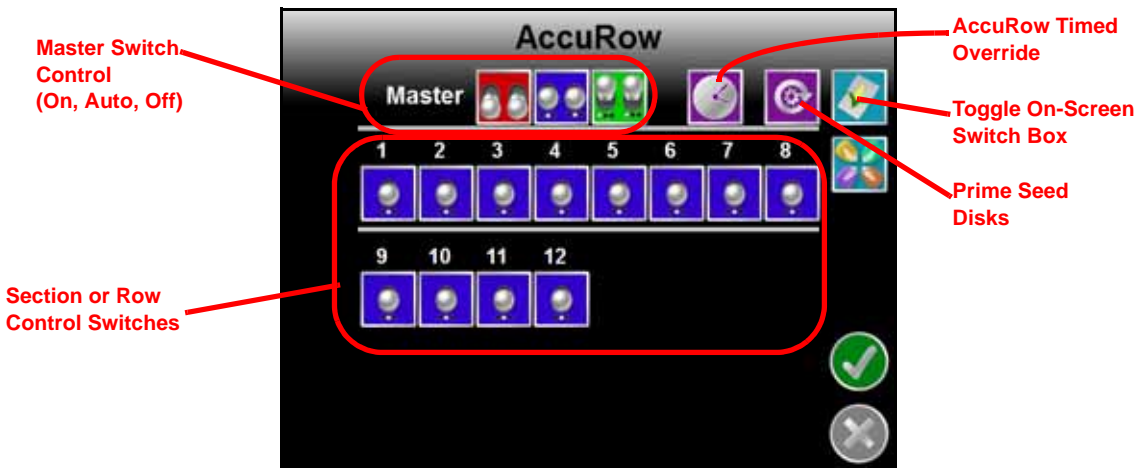 AccuRow
Master Switch
Control
(On, Auto, Off)
Master
AccuRow Timed
Override
Toggle On-Screen
Switch Box
Prime Seed
Disks
1 2 3 4 5 6 7 8
9 10 11 12
Section or Row
Control Switches